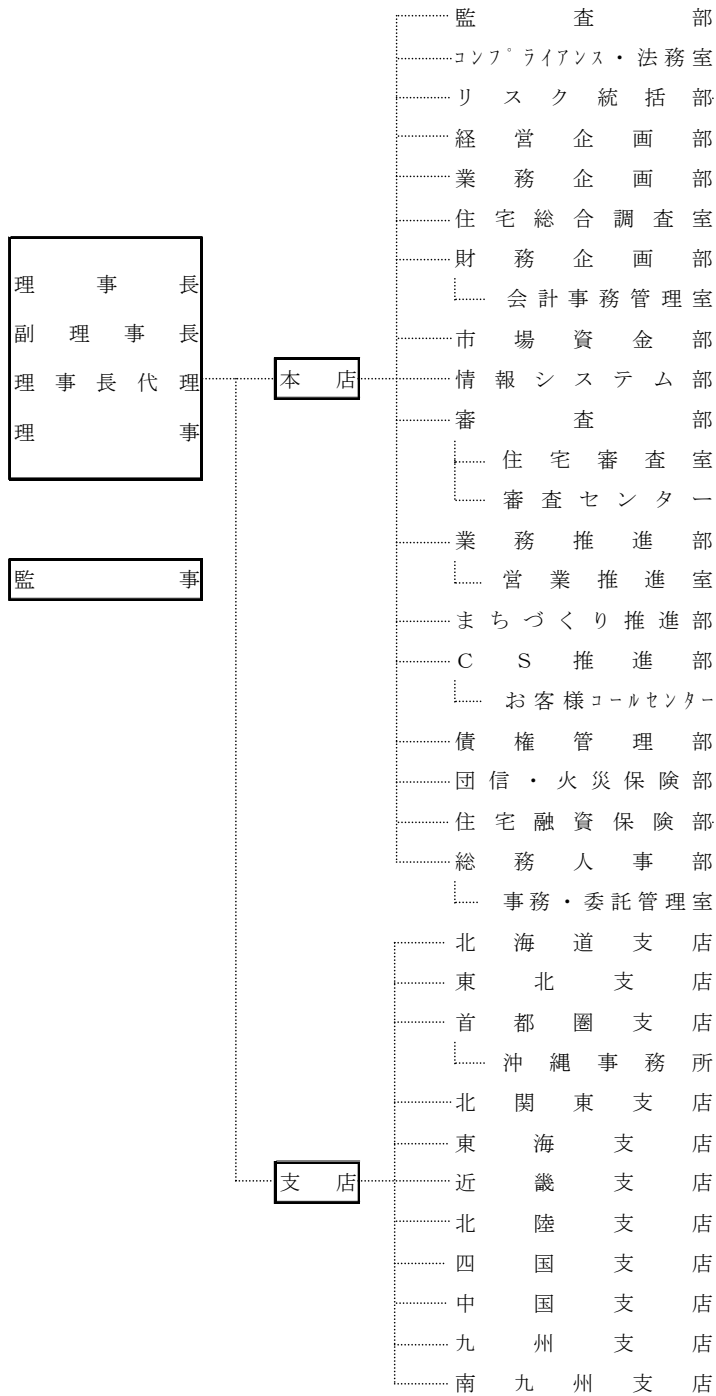 監査部
コンプライアンス・法務室
リスク統括部
経営企画部
業務企画部
住宅総合調査室
財務企画部
会計事務管理室
市場資金部
情報システム部
審査部
住宅審査室
審査センター
業務推進部
営業推進室
まちづくり推進部
ＣＳ推進部
お客様コールセンター
債権管理部
団信・火災保険部
住宅融資保険部
総務人事部
事務・委託管理室
理事長
副理事長
理事長代理
理事
本店
監事
支店
北海道支店
東北支店
首都圏支店
沖縄事務所
北関東支店
東海支店
近畿支店
北陸支店
四国支店
中国支店
九州支店
南九州支店